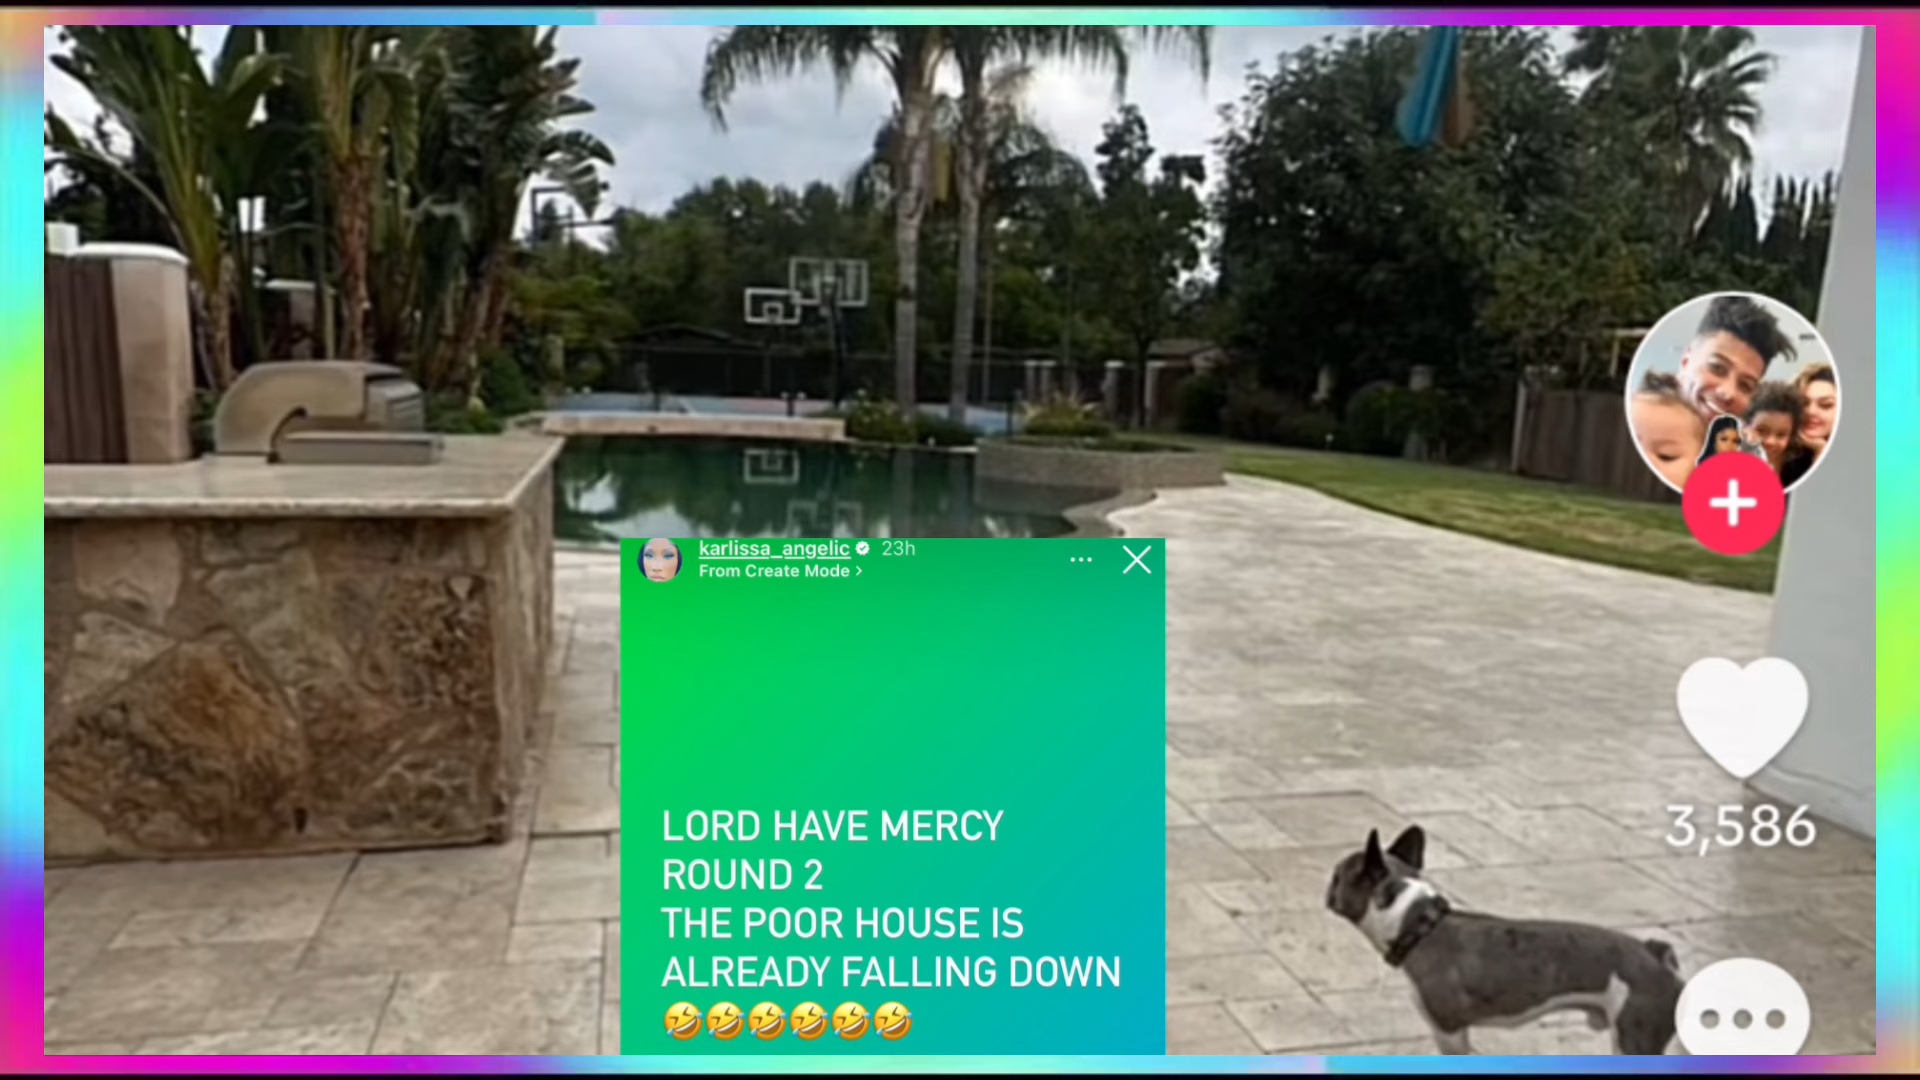 karlissa_angelic 23h
From Create Mode >
LORD HAVE MERCY
ROUND 2
THE POOR HOUSE IS
ALREADY FALLING DOWN
🤣🤣🤣🤣🤣🤣
3,586